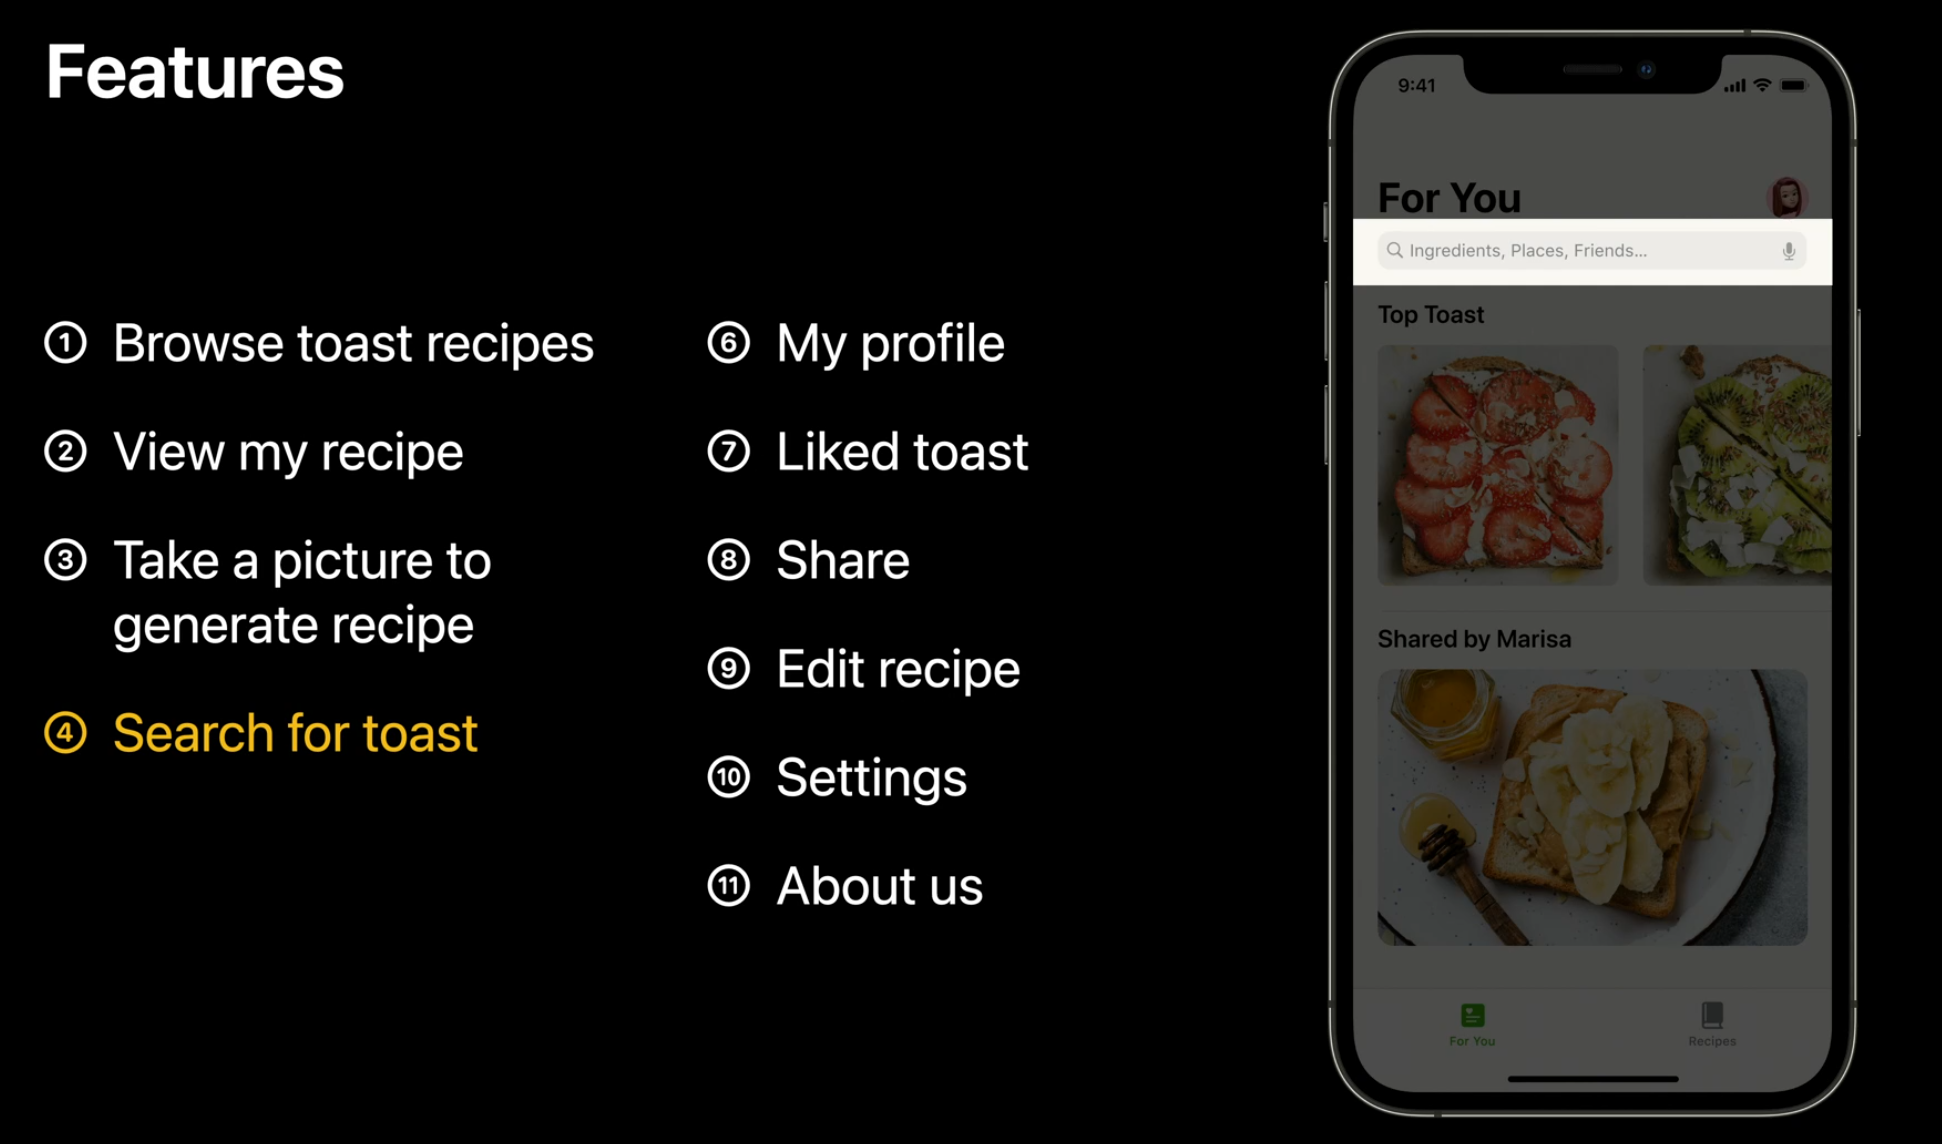 Features
① Browse toast recipes
② View my recipe
③ Take a picture to
generate recipe
④ Search for toast
⑥ My profile
⑦ Liked toast
⑧ Share
⑨ Edit recipe
⑩ Settings
⑪ About us
9:41
For You
Ingredients, Places, Friends...
Top Toast
Shared by Marisa
For You
Recipes